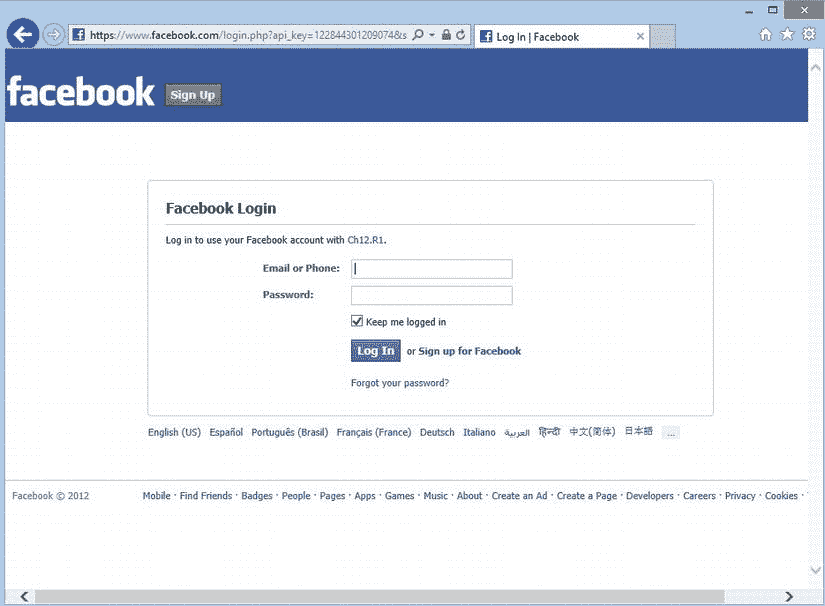 https://www.facebook.com/login.php?api_key=122844301209074&s
Log In | Facebook
facebook
Sign Up
Facebook Login
Log in to use your Facebook account with Ch12.R1.
Email or Phone:
Password:
Keep me logged in
Log In or Sign up for Facebook
Forgot your password?
English (US) Español Português (Brasil) Français (France) Deutsch Italiano العربية हिन्दी 中文(简体) 日本語 ...
Facebook © 2012 Mobile · Find Friends · Badges · People · Pages · Apps · Games · Music · About · Create an Ad · Create a Page · Developers · Careers · Privacy · Cookies ·